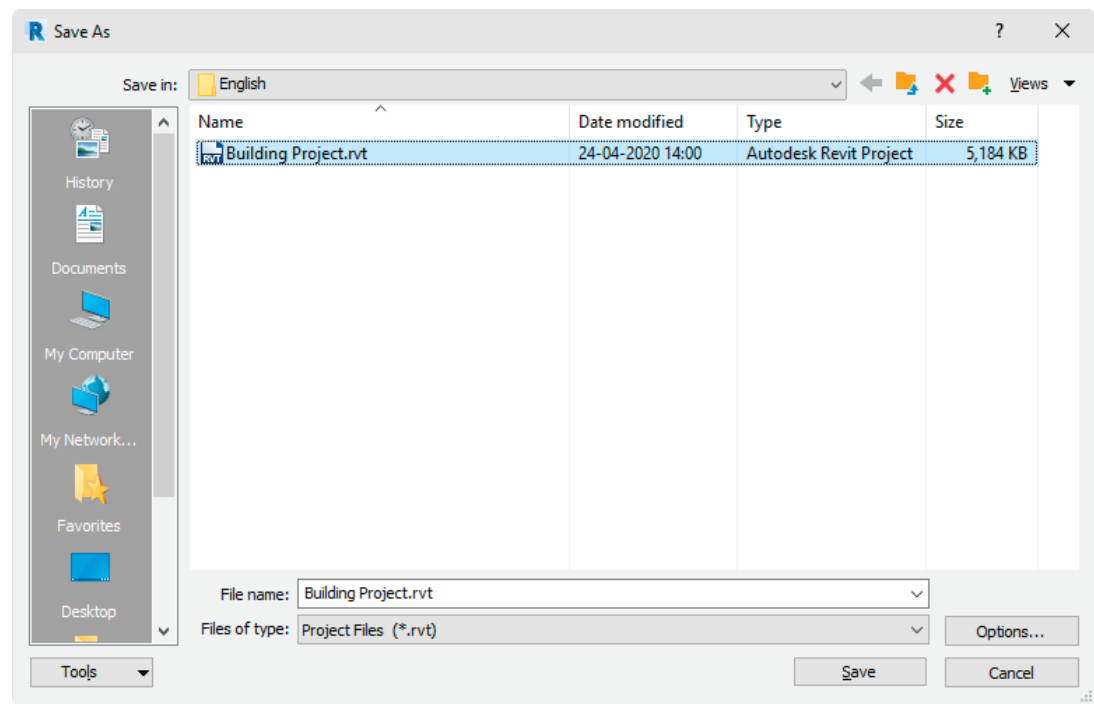 R Save As ?
Save in: English Views
Name Date modified Type Size
RVT Building Project.rvt 24-04-2020 14:00 Autodesk Revit Project 5,184 KB
History
Documents
My Computer
My Network...
Favorites
Desktop
File name: Building Project.rvt
Files of type: Project Files (*.rvt) Options...
Tools Save Cancel